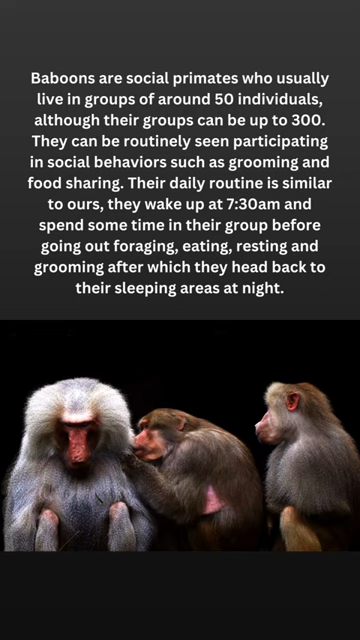 Baboons are social primates who usually
live in groups of around 50 individuals,
although their groups can be up to 300.
They can be routinely seen participating
in social behaviors such as grooming and
food sharing. Their daily routine is similar
to ours, they wake up at 7:30am and
spend some time in their group before
going out foraging, eating, resting and
grooming after which they head back to
their sleeping areas at night.